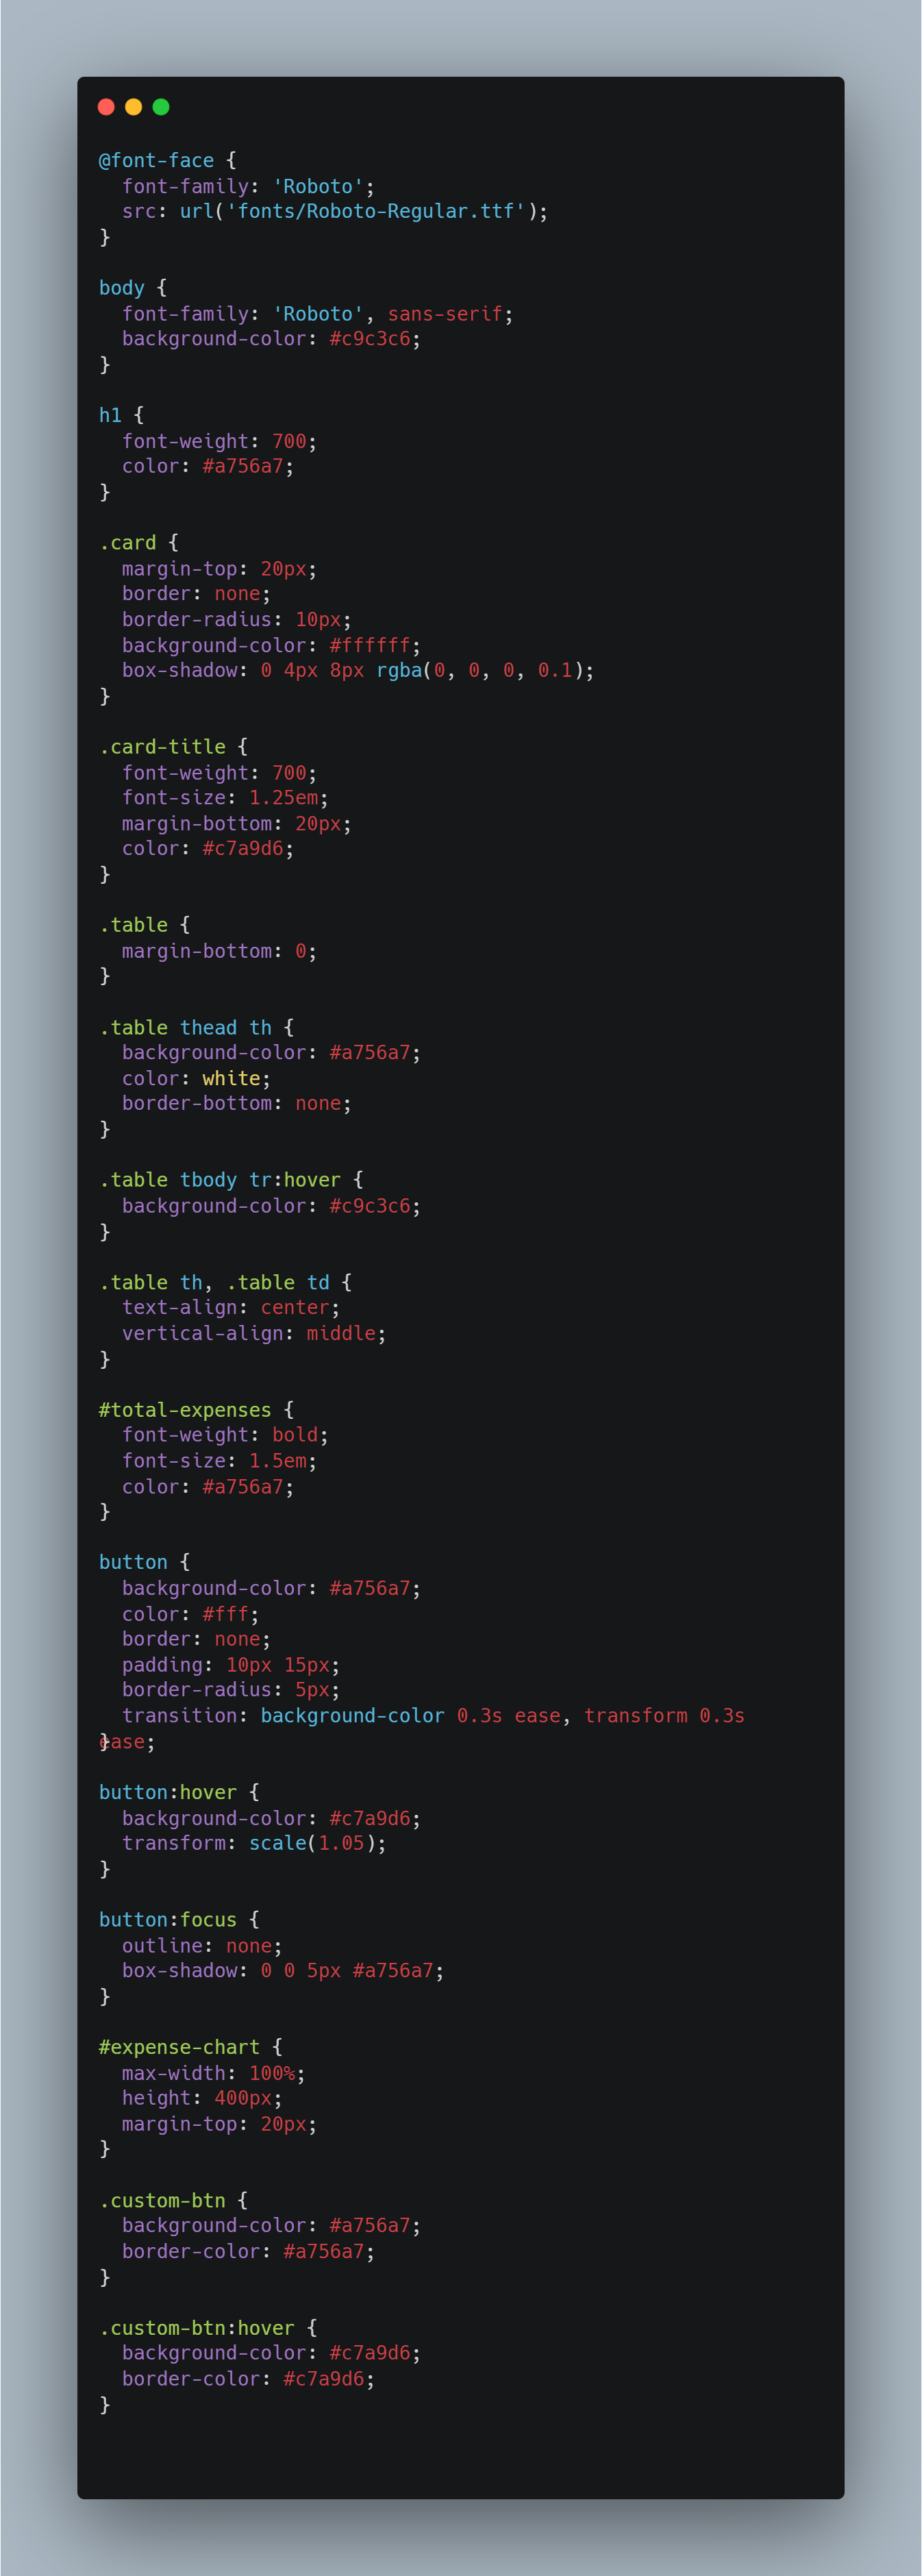 @font-face {
  font-family: 'Roboto';
  src: url('fonts/Roboto-Regular.ttf');
}

body {
  font-family: 'Roboto', sans-serif;
  background-color: #c9c3c6;
}

h1 {
  font-weight: 700;
  color: #a756a7;
}

.card {
  margin-top: 20px;
  border: none;
  border-radius: 10px;
  background-color: #ffffff;
  box-shadow: 0 4px 8px rgba(0, 0, 0, 0.1);
}

.card-title {
  font-weight: 700;
  font-size: 1.25em;
  margin-bottom: 20px;
  color: #c7a9d6;
}

.table {
  margin-bottom: 0;
}

.table thead th {
  background-color: #a756a7;
  color: white;
  border-bottom: none;
}

.table tbody tr:hover {
  background-color: #c9c3c6;
}

.table th, .table td {
  text-align: center;
  vertical-align: middle;
}

#total-expenses {
  font-weight: bold;
  font-size: 1.5em;
  color: #a756a7;
}

button {
  background-color: #a756a7;
  color: #fff;
  border: none;
  padding: 10px 15px;
  border-radius: 5px;
  transition: background-color 0.3s ease, transform 0.3s
ease;
}

button:hover {
  background-color: #c7a9d6;
  transform: scale(1.05);
}

button:focus {
  outline: none;
  box-shadow: 0 0 5px #a756a7;
}

#expense-chart {
  max-width: 100%;
  height: 400px;
  margin-top: 20px;
}

.custom-btn {
  background-color: #a756a7;
  border-color: #a756a7;
}

.custom-btn:hover {
  background-color: #c7a9d6;
  border-color: #c7a9d6;
}